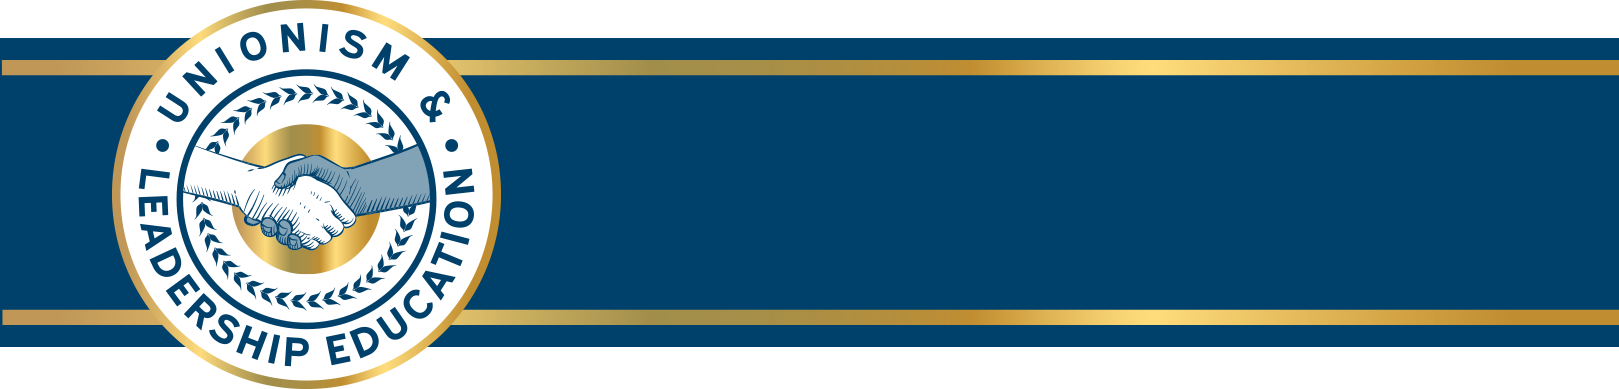 • UNIONISM & •
LEADERSHIP EDUCATION